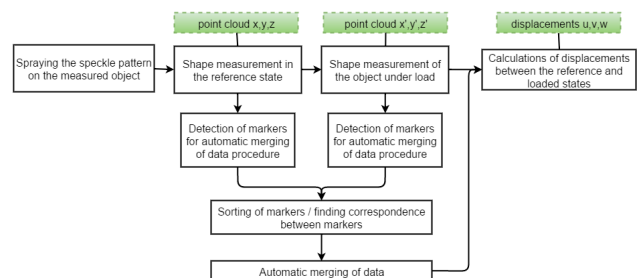 point cloud x,y,z
point cloud x',y',z'
displacements u,v,w
Spraying the speckle pattern
on the measured object
Shape measurement in
the reference state
Shape measurement of
the object under load
Calculations of displacements
between the reference and
loaded states
Detection of markers
for automatic merging
of data procedure
Detection of markers
for automatic merging
of data procedure
Sorting of markers / finding correspondence
between markers
Automatic merging of data